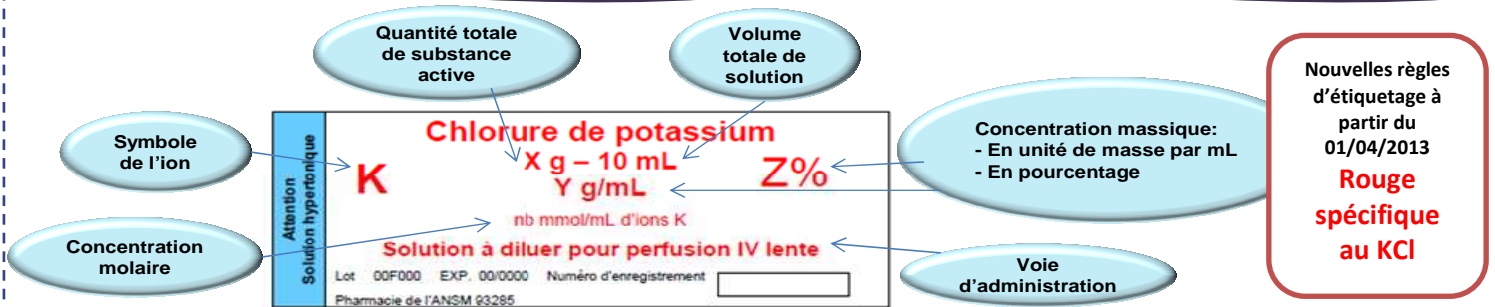 Quantité totale
de substance
active
Volume
totale de
solution
Nouvelles règles
d'étiquetage à
partir du
01/04/2013
Rouge
spécifique
au KCl
Symbole
de l'ion
Concentration massique:
- En unité de masse par mL
- En pourcentage
Concentration
molaire
Voie
d'administration
Attention
Solution hypertonique
Chlorure de potassium
K
X g – 10 mL
Y g/mL
Z%
nb mmol/mL d'ions K
Solution à diluer pour perfusion IV lente
Lot 00F000 EXP. 00/0000 Numéro d'enregistrement
Pharmacie de l'ANSM 93285